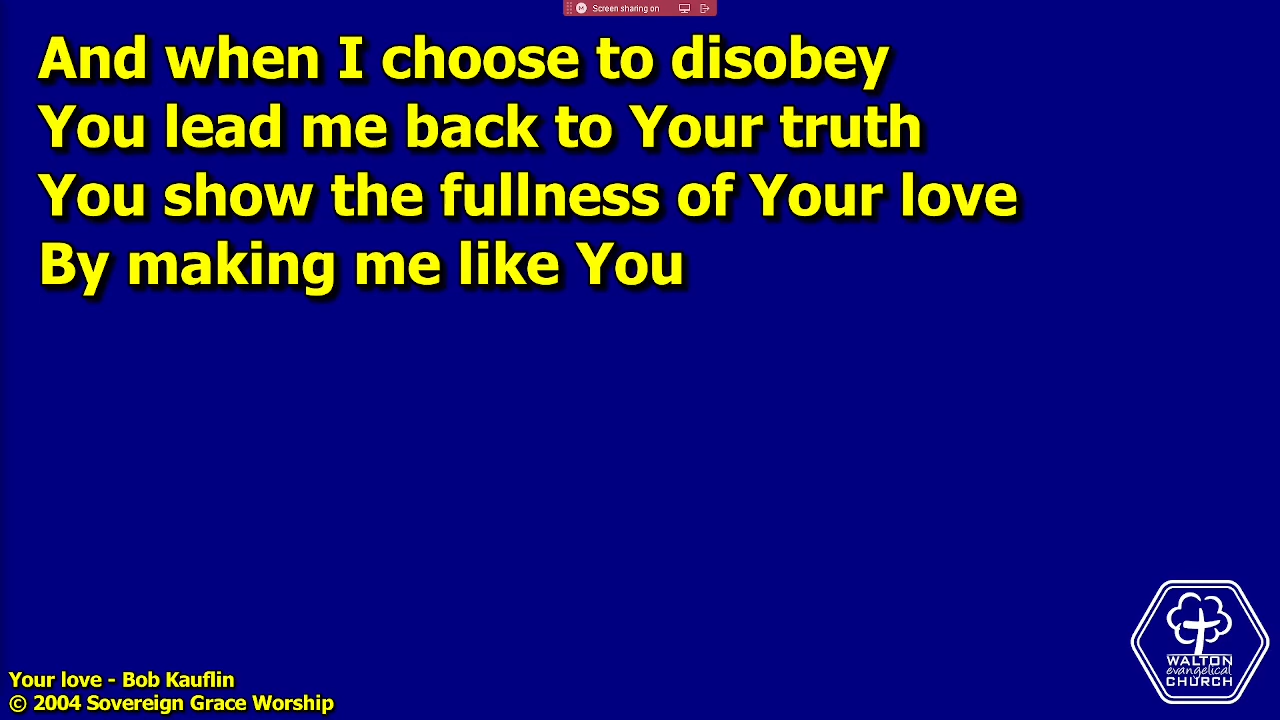 Screen sharing on
And when I choose to disobey
You lead me back to Your truth
You show the fullness of Your love
By making me like You
Your love - Bob Kauflin
© 2004 Sovereign Grace Worship
WALTON
evangelical
CHURCH